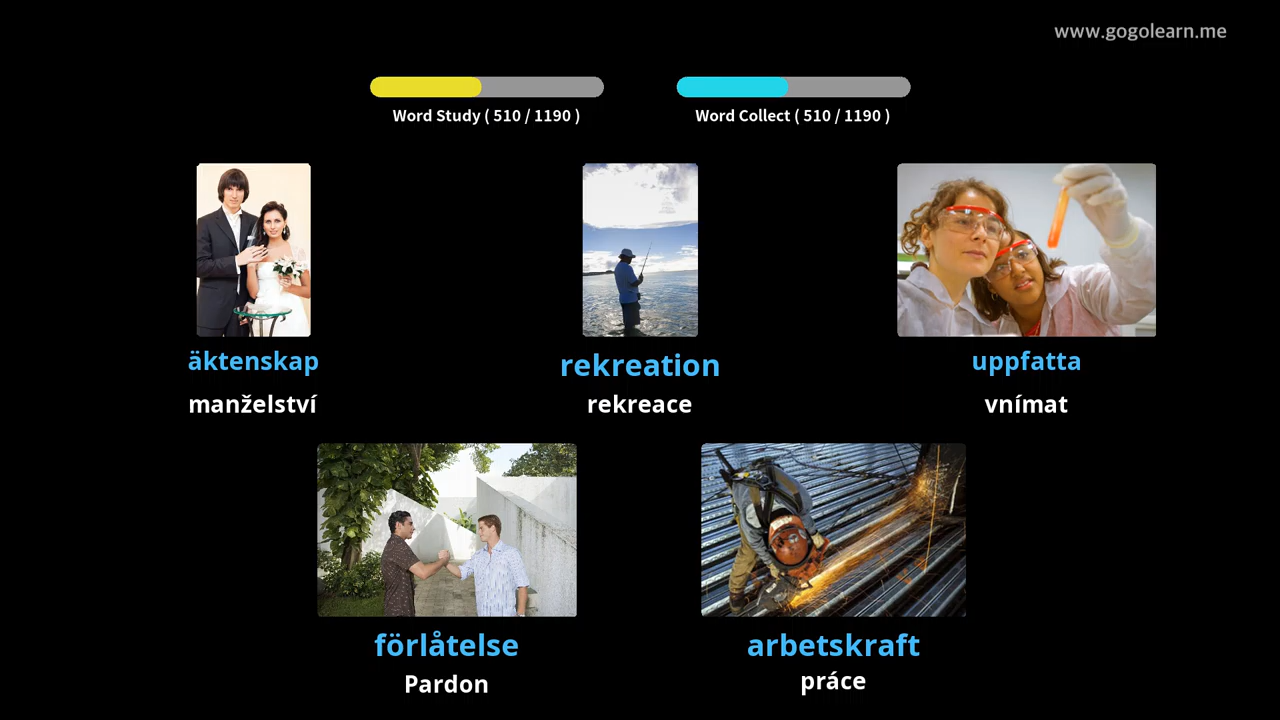 www.gogolearn.me
Word Study ( 510 / 1190 )
Word Collect ( 510 / 1190 )
äktenskap
manželství
rekreation
rekreace
uppfatta
vnímat
förlåtelse
Pardon
arbetskraft
práce